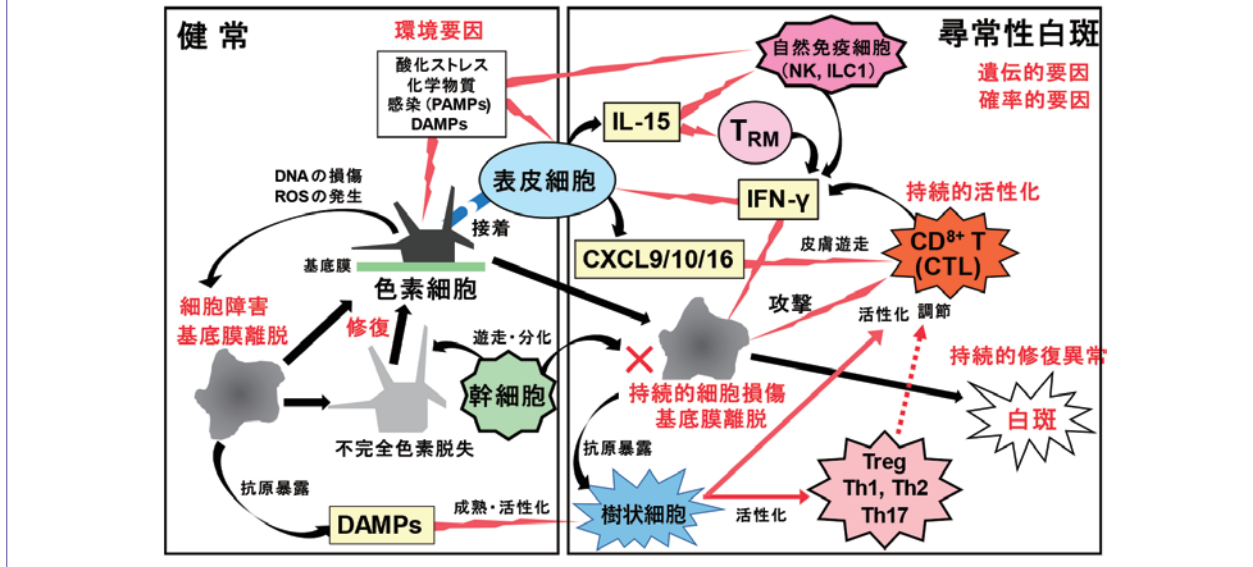 健常
環境要因
酸化ストレス
化学物質
感染（PAMPs）
DAMPs
DNAの損傷
ROSの発生
表皮細胞
接着
基底膜
色素細胞
細胞障害
基底膜離脱
修復
遊走・分化
幹細胞
不完全色素脱失
抗原暴露
DAMPs
成熟・活性化
尋常性白斑
遺伝的要因
確率的要因
自然免疫細胞
（NK, ILC1）
IL-15
TRM
IFN-γ
持続的活性化
CD8+ T
(CTL)
CXCL9/10/16
皮膚遊走
攻撃
活性化
調節
持続的細胞損傷
基底膜離脱
持続的修復異常
白斑
抗原暴露
樹状細胞
活性化
Treg
Th1, Th2
Th17